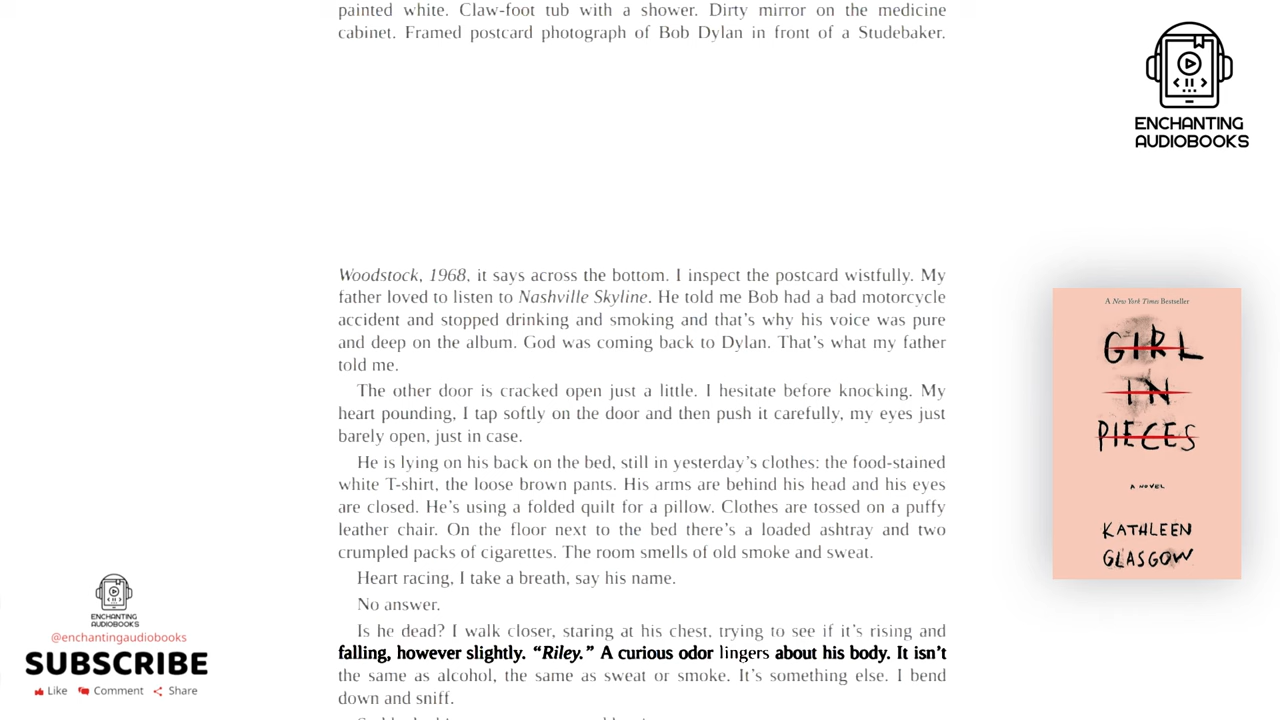 painted white. Claw-foot tub with a shower. Dirty mirror on the medicine
cabinet. Framed postcard photograph of Bob Dylan in front of a Studebaker.
ENCHANTING
AUDIOBOOKS
Woodstock, 1968, it says across the bottom. I inspect the postcard wistfully. My
father loved to listen to Nashville Skyline. He told me Bob had a bad motorcycle
accident and stopped drinking and smoking and that’s why his voice was pure
and deep on the album. God was coming back to Dylan. That’s what my father
told me.
The other door is cracked open just a little. I hesitate before knocking. My
heart pounding, I tap softly on the door and then push it carefully, my eyes just
barely open, just in case.
He is lying on his back on the bed, still in yesterday’s clothes: the food-stained
white T-shirt, the loose brown pants. His arms are behind his head and his eyes
are closed. He’s using a folded quilt for a pillow. Clothes are tossed on a puffy
leather chair. On the floor next to the bed there’s a loaded ashtray and two
crumpled packs of cigarettes. The room smells of old smoke and sweat.
Heart racing, I take a breath, say his name.
No answer.
Is he dead? I walk closer, staring at his chest, trying to see if it’s rising and
falling, however slightly. “Riley.” A curious odor lingers about his body. It isn’t
the same as alcohol, the same as sweat or smoke. It’s something else. I bend
down and sniff.
A New York Times Bestseller
GIRL
IN
PIECES
A NOVEL
KATHLEEN
GLASGOW
ENCHANTING
AUDIOBOOKS
@enchantingaudiobooks
SUBSCRIBE
Like Comment Share